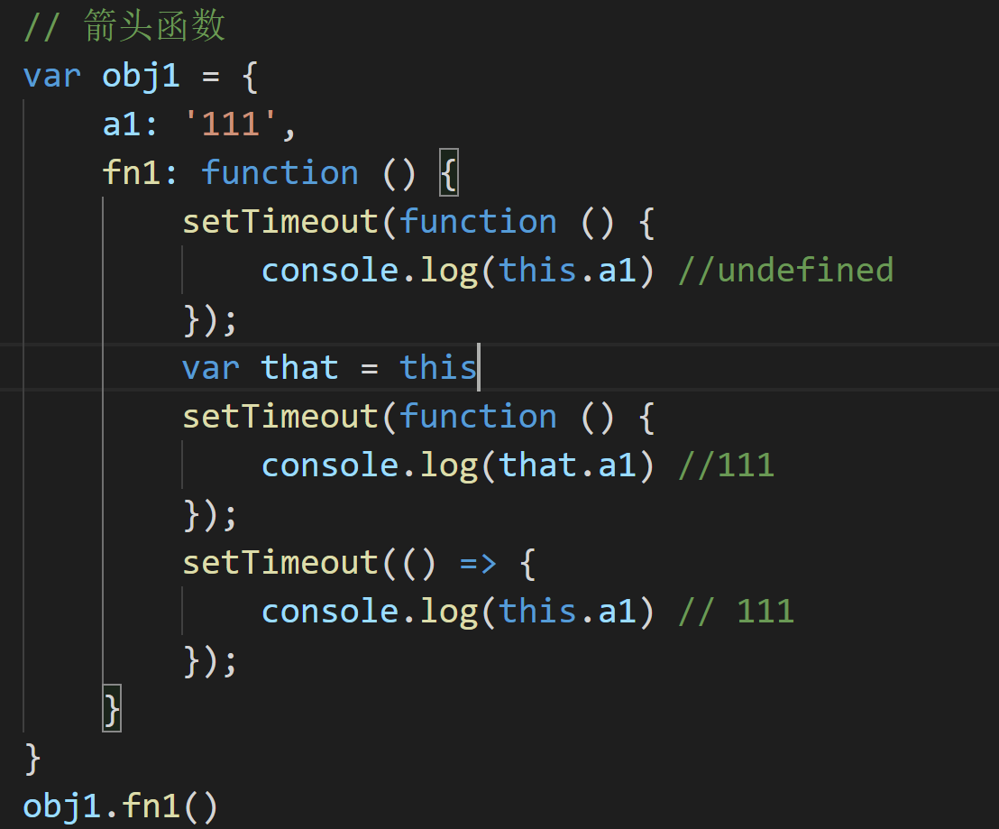 // 箭头函数
var obj1 = {
    a1: '111',
    fn1: function () {
        setTimeout(function () {
            console.log(this.a1) //undefined
        });
        var that = this
        setTimeout(function () {
            console.log(that.a1) //111
        });
        setTimeout(() => {
            console.log(this.a1) // 111
        });
    }
}
obj1.fn1()